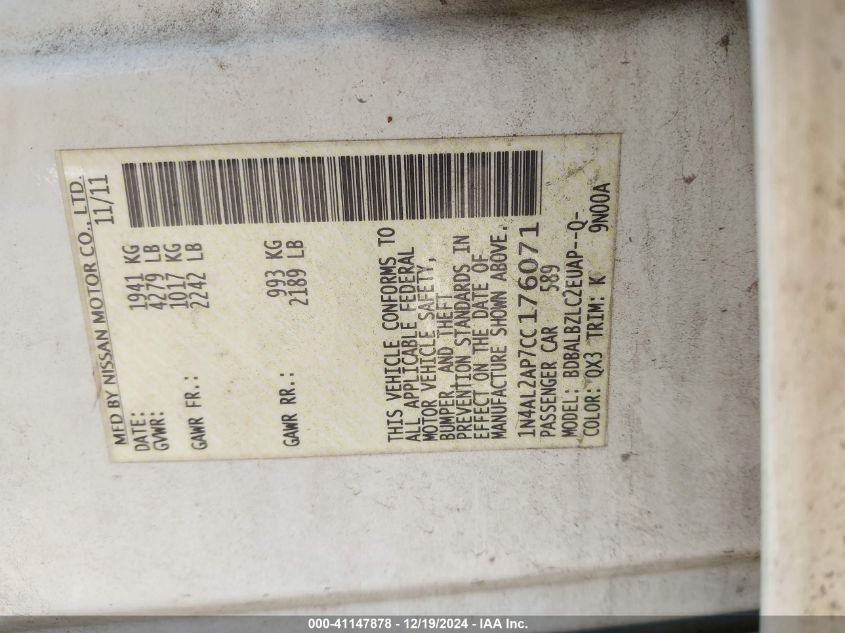 MFD BY NISSAN MOTOR CO., LTD.
DATE: 11/11
GVWR: 1941 KG
4279 LB
GAWR FR.: 1017 KG
2242 LB
GAWR RR.: 993 KG
2189 LB
THIS VEHICLE CONFORMS TO
ALL APPLICABLE FEDERAL
MOTOR VEHICLE SAFETY,
BUMPER, AND THEFT
PREVENTION STANDARDS IN
EFFECT ON THE DATE OF
MANUFACTURE SHOWN ABOVE.
1N4AL2AP7CC176071
PASSENGER CAR 589
MODEL: BDBALBZLC2EUAP--Q-
COLOR: QX3 TRIM: K 9N00A
000-41147878 - 12/19/2024 - IAA Inc.